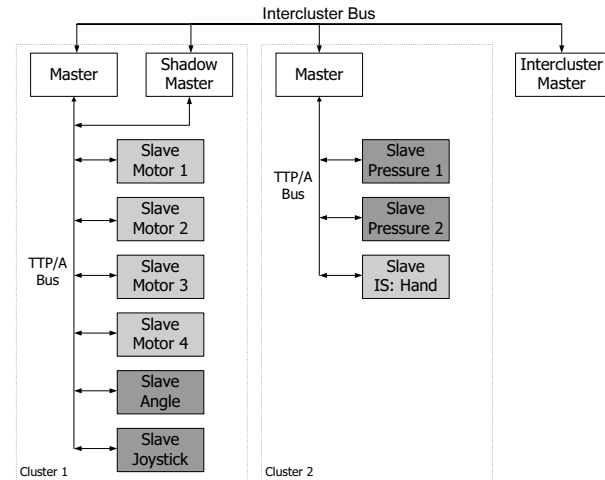 Intercluster Bus
Master
Shadow
Master
Master
Intercluster
Master
Slave
Motor 1
Slave
Motor 2
TTP/A
Bus
Slave
Motor 3
Slave
Motor 4
Slave
Angle
Slave
Joystick
Cluster 1
Slave
Pressure 1
TTP/A
Bus
Slave
Pressure 2
Slave
IS: Hand
Cluster 2